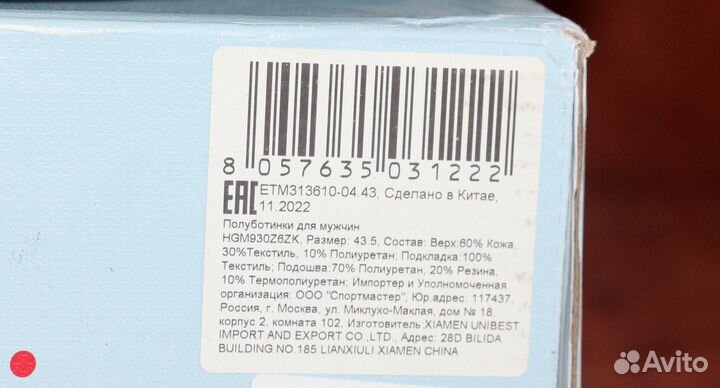 8 057635 031222
EAC ETM313610-04.43, Сделано в Китае,
11.2022
Полуботинки для мужчин
HGM930Z6ZK, Размер: 43.5, Состав: Верх:60% Кожа,
30%Текстиль, 10% Полиуретан; Подкладка:100%
Текстиль; Подошва:70% Полиуретан, 20% Резина,
10% Термополиуретан; Импортер и Уполномоченная
организация: ООО "Спортмастер", Юр.адрес: 117437,
Россия, г. Москва, ул. Миклухо-Маклая, дом № 18,
корпус 2, комната 102, Изготовитель:XIAMEN UNIBEST
IMPORT AND EXPORT CO.,LTD., Адрес: 28D BILIDA
BUILDING NO.185 LIANXIULI XIAMEN CHINA
Avito